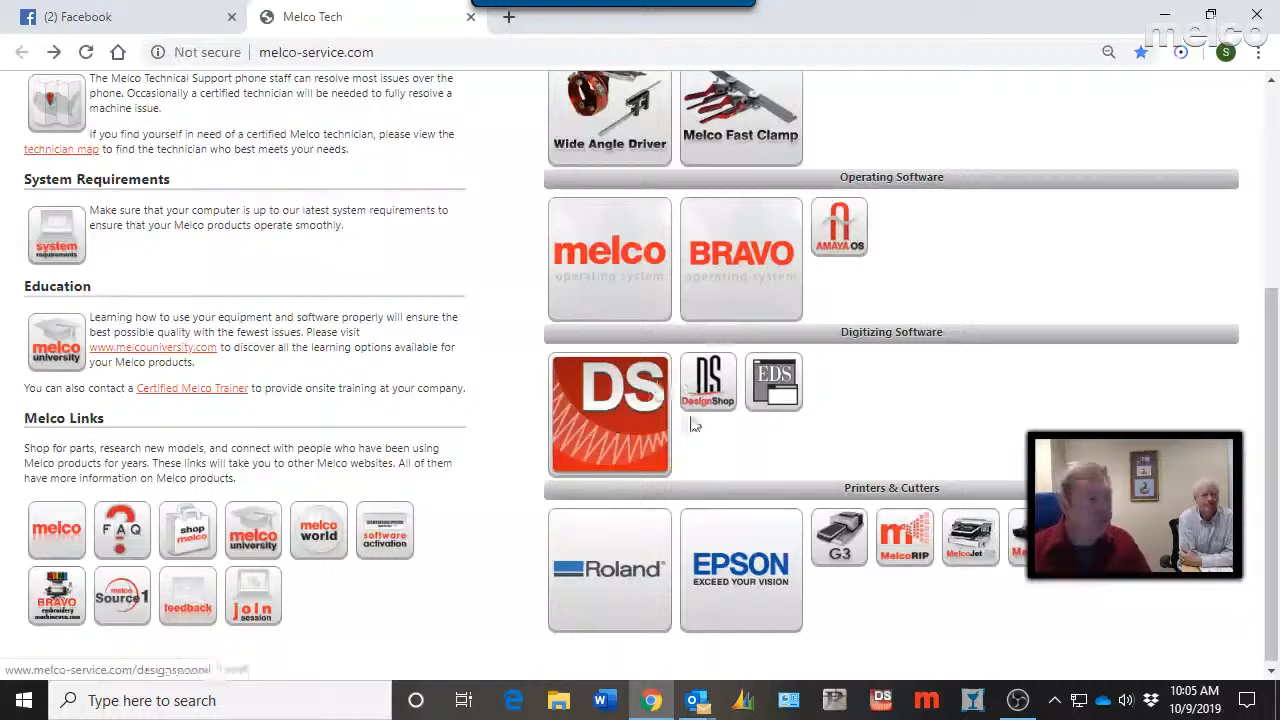 (2) Facebook
Melco Tech
melco
Not secure
melco-service.com
S
The Melco Technical Support phone staff can resolve most issues over the
phone. Occasionally a certified technician will be needed to fully resolve a
machine issue.
If you find yourself in need of a certified Melco technician, please view the
technician map to find the technician who best meets your needs.
System Requirements
system
requirements
Make sure that your computer is up to our latest system requirements to
ensure that your Melco products operate smoothly.
Education
melco
university
Learning how to use your equipment and software properly will ensure the
best possible quality with the fewest issues. Please visit
www.melcouniversity.com to discover all the learning options available for
your Melco products.
You can also contact a Certified Melco Trainer to provide onsite training at your company.
Melco Links
Shop for parts, research new models, and connect with people who have been using
Melco products for years. These links will take you to other Melco websites. All of them
have more information on Melco products.
melco
FAQ
?
shop
melco
melco
university
melco
world
software
activation
BRAVO
embroidery
machineusa.com
melco
Source1
feedback
join
session
Wide Angle Driver
Melco Fast Clamp
Operating Software
melco
operating system
BRAVO
operating system
AMAYA OS
Digitizing Software
DS
DS
DesignShop
EDS
Printers & Cutters
Roland
EPSON
EXCEED YOUR VISION
G3
m
MelcoRIP
MelcoJet
Type here to search
W
DS
m
10:05 AM
10/9/2019